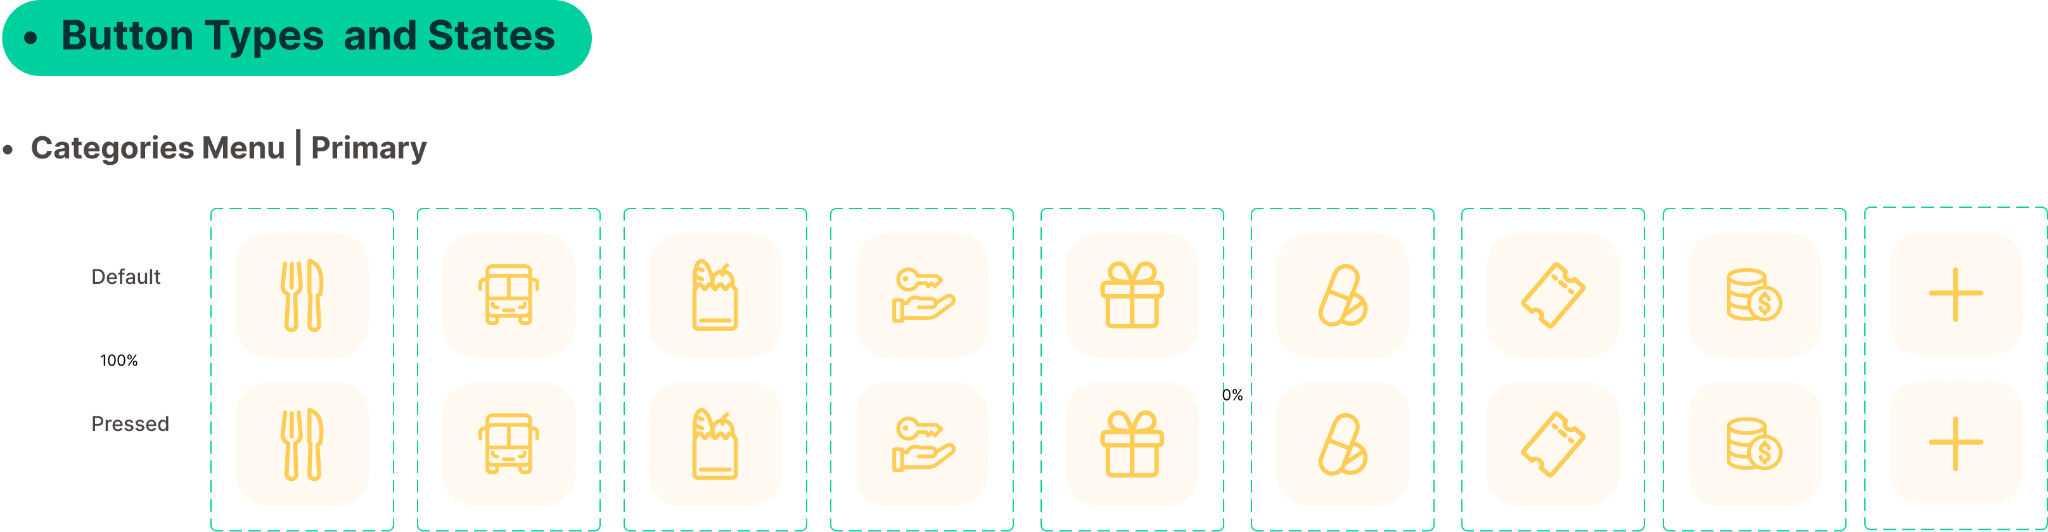 • Button Types and States
• Categories Menu | Primary
Default
100%
0%
Pressed